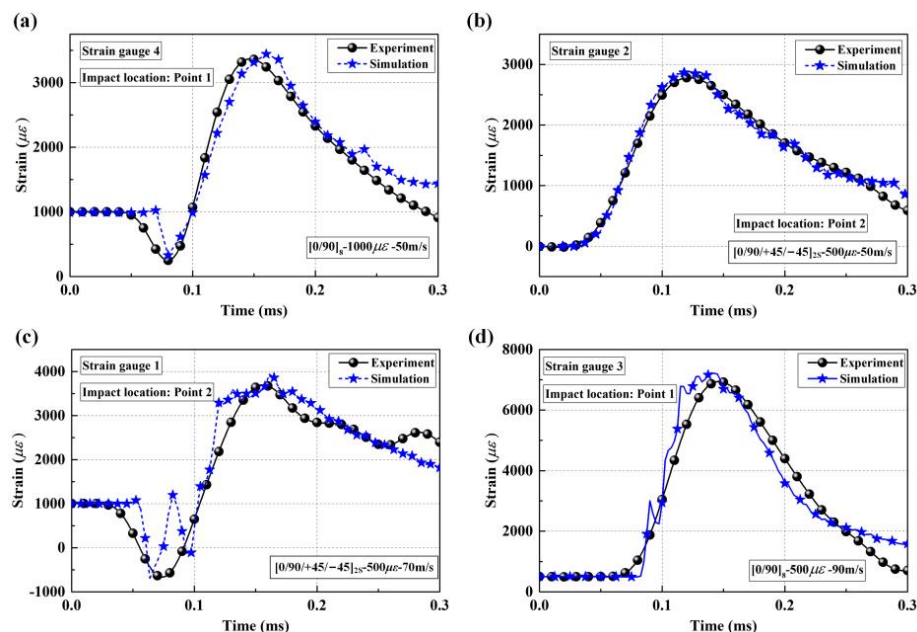 (a)
Strain gauge 4
Impact location: Point 1
Experiment
Simulation
[0/90]₈-1000με-50m/s
Strain (με)
3000
2000
1000
0
0.0 0.1 0.2 0.3
Time (ms)
(b)
Strain gauge 2
Experiment
Simulation
Impact location: Point 2
[0/90/+45/−45]₂S-500με-50m/s
Strain (με)
4000
3000
2000
1000
0
0.0 0.1 0.2 0.3
Time (ms)
(c)
Strain gauge 1
Impact location: Point 2
Experiment
Simulation
[0/90/+45/−45]₂S-500με-70m/s
Strain (με)
4000
3000
2000
1000
0
-1000
0.0 0.1 0.2 0.3
Time (ms)
(d)
Strain gauge 3
Impact location: Point 1
Experiment
Simulation
[0/90]₈-500με-90m/s
Strain (με)
8000
6000
4000
2000
0
0.0 0.1 0.2 0.3
Time (ms)